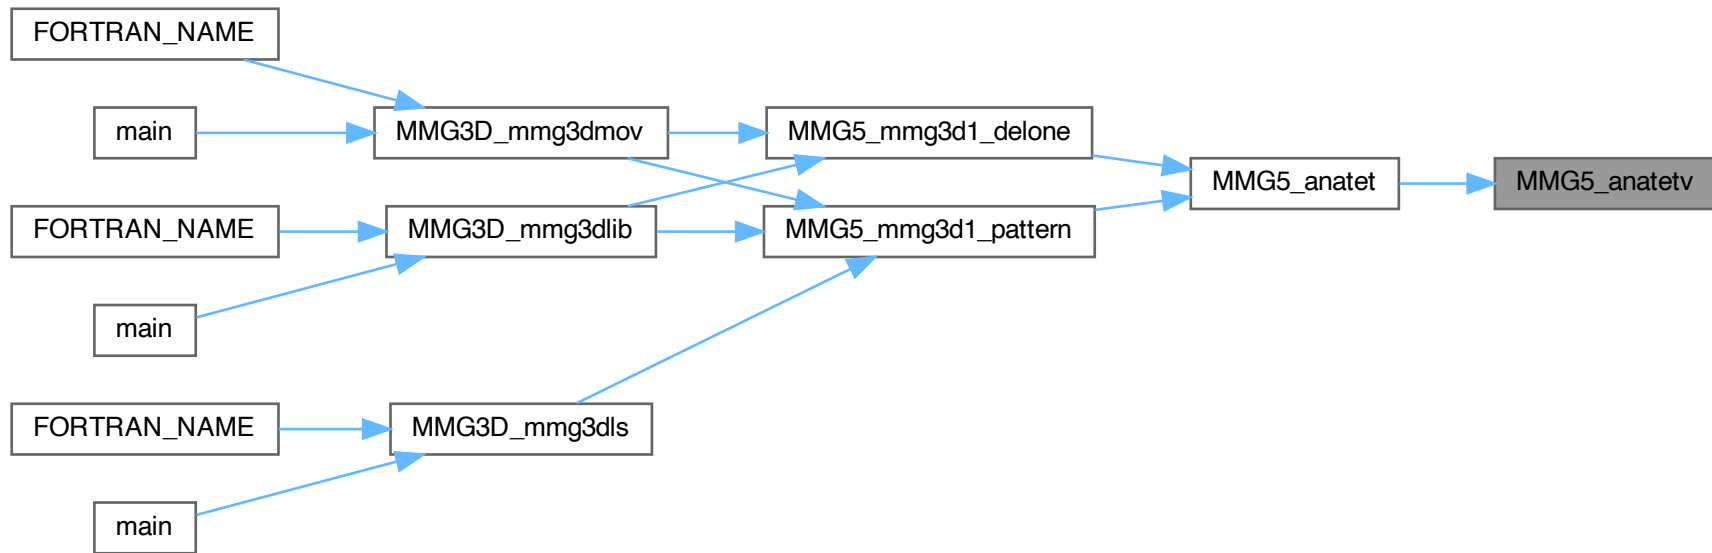 FORTRAN_NAME
main
MMG3D_mmg3dmov
MMG5_mmg3d1_delone
MMG5_anatet
MMG5_anatetv
FORTRAN_NAME
MMG3D_mmg3dlib
MMG5_mmg3d1_pattern
main
FORTRAN_NAME
MMG3D_mmg3dls
main